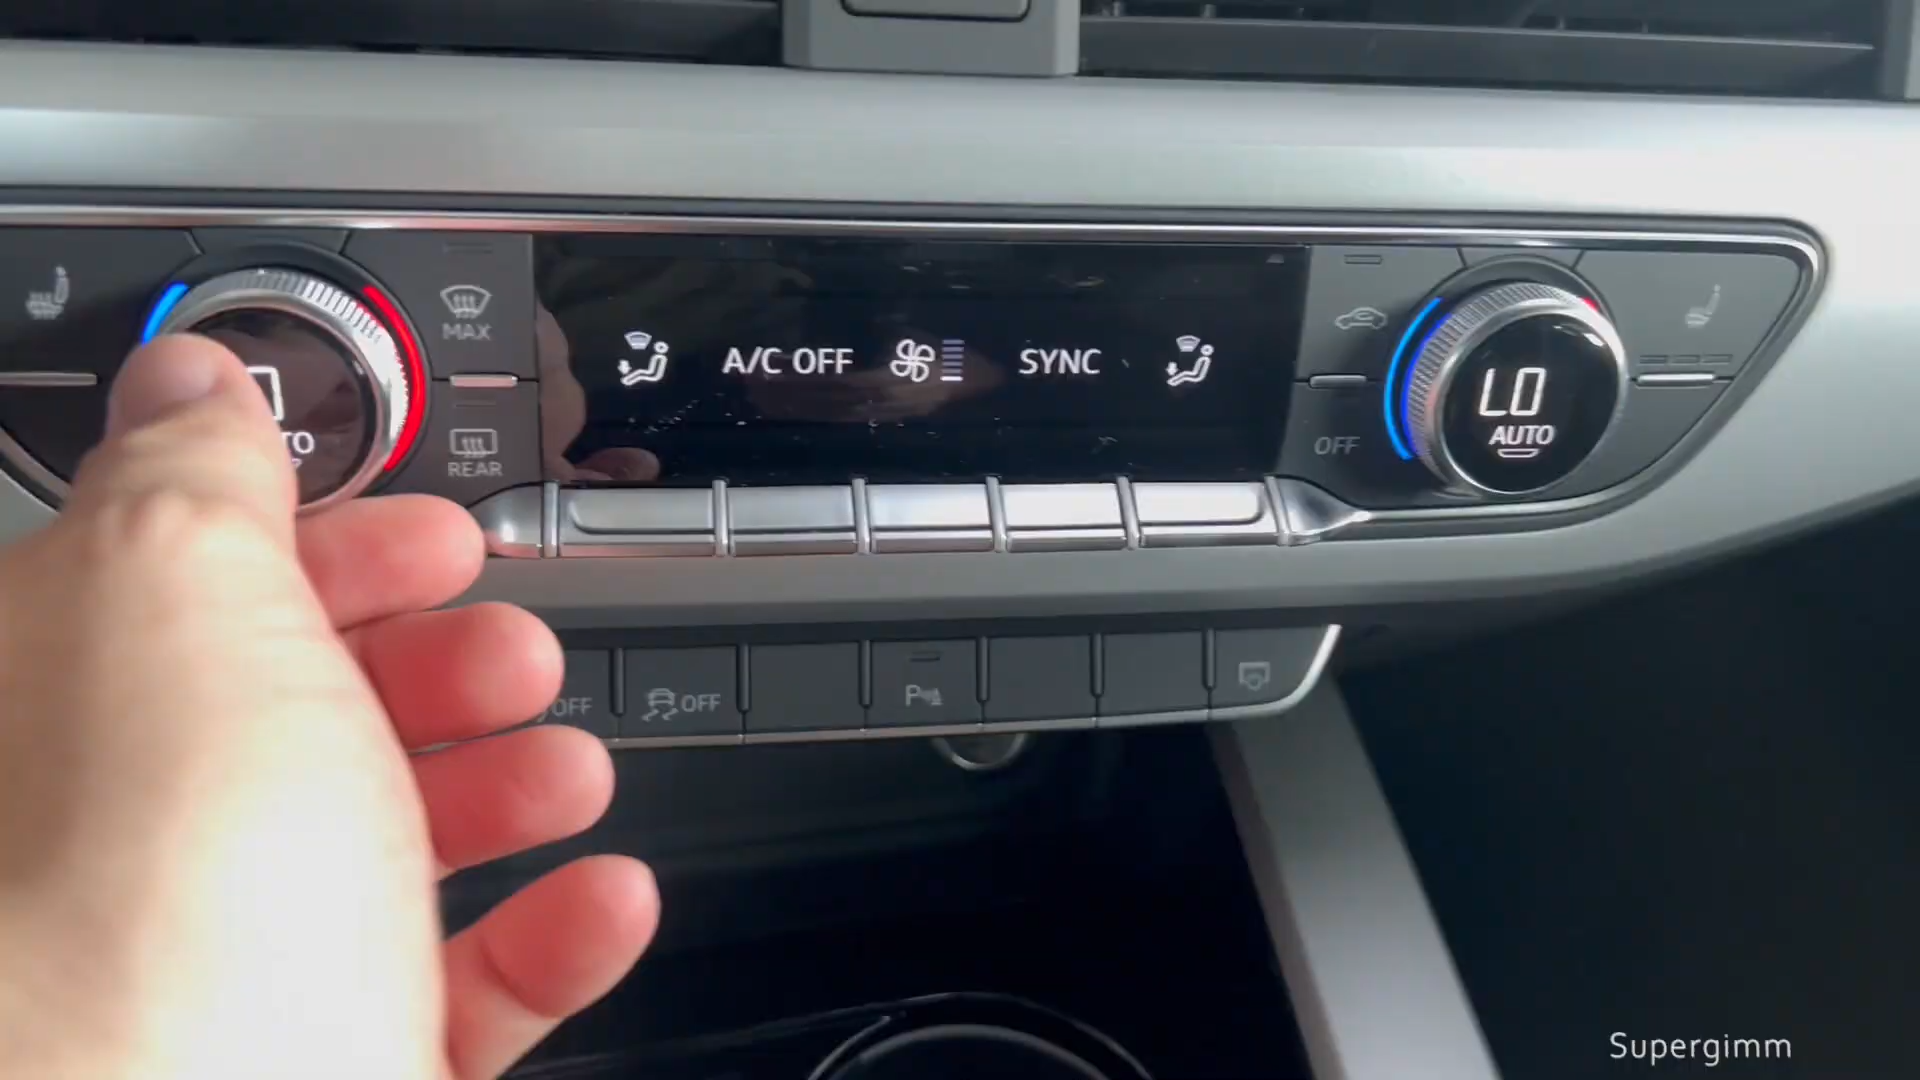 MAX
REAR
A/C OFF
SYNC
OFF
LO
AUTO
OFF
OFF
P
Supergimm